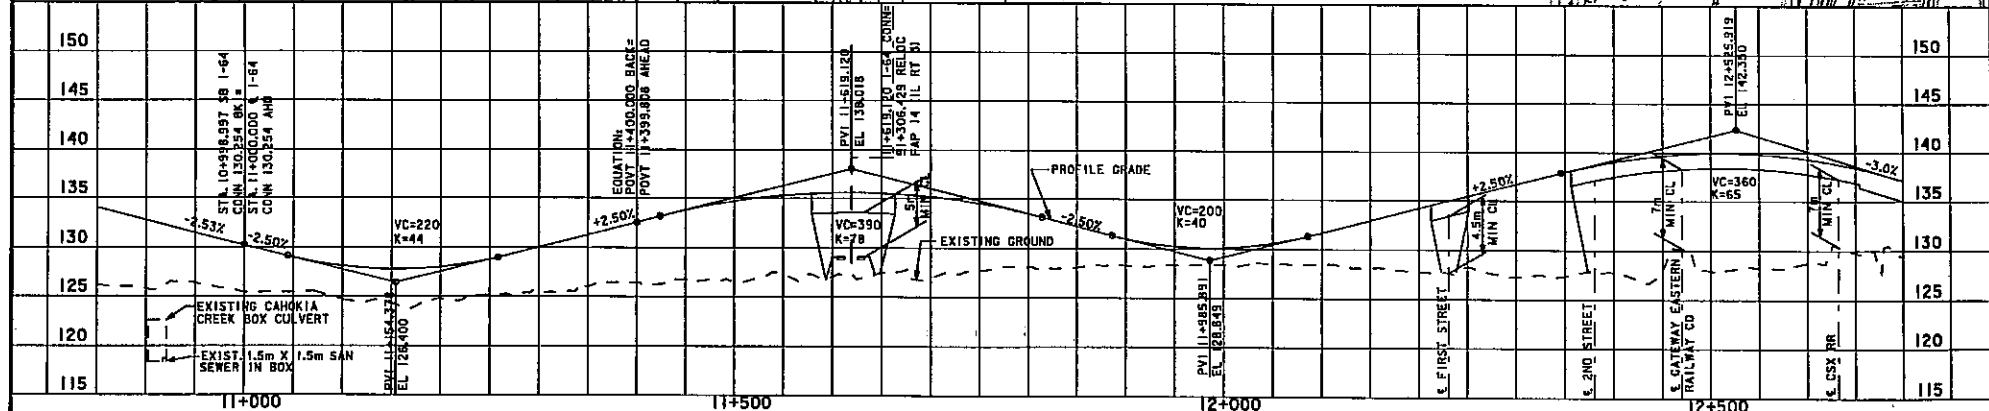 150
145
140
135
130
125
120
115
STA. 10+998.997 SB I-64
CONN 130.254 BK =
STA. 11+000.000 ℄ I-64
CONN 130.254 AHD
-2.53%
-2.50%
EXISTING CAHOKIA
CREEK BOX CULVERT
EXIST. 1.5m X 1.5m SAN
SEWER IN BOX
VC=220
K=44
PVI 11+154.378
EL 126.400
EQUATION:
POVT 11+400.000 BACK=
POVT 11+399.808 AHEAD
+2.50%
PVI 11+619.120
EL 138.018
11+619.120 I-64 CONN=
91+306.429 RELOC
FAP 14 (IL RT 3)
VC=390
K=78
5m
MIN CL
EXISTING GROUND
PROFILE GRADE
-2.50%
VC=200
K=40
PVI 11+985.891
EL 128.849
+2.50%
4.5m
MIN CL
℄ FIRST STREET
℄ 2ND STREET
7m
MIN CL
℄ GATEWAY EASTERN
RAILWAY CO
PVI 12+525.919
EL 142.350
VC=360
K=65
7m
MIN CL
℄ CSX RR
-3.0%
150
145
140
135
130
125
120
115
11+000
11+500
12+000
12+500